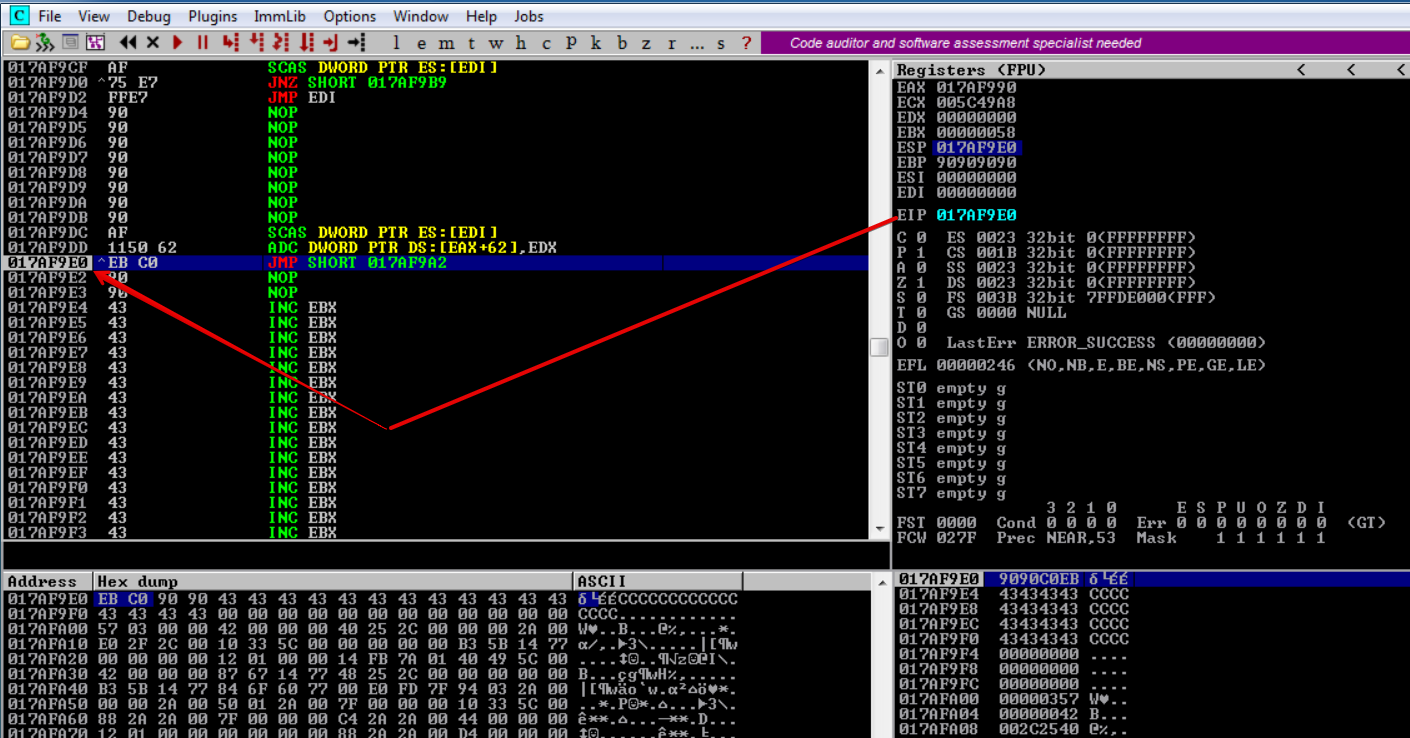 C File View Debug Plugins ImmLib Options Window Help Jobs
l e m t w h c P k b z r ... s ? Code auditor and software assessment specialist needed
017AF9CF AF SCAS DWORD PTR ES:[EDI]
017AF9D0 ^75 E7 JNZ SHORT 017AF9B9
017AF9D2 FFE7 JMP EDI
017AF9D4 90 NOP
017AF9D5 90 NOP
017AF9D6 90 NOP
017AF9D7 90 NOP
017AF9D8 90 NOP
017AF9D9 90 NOP
017AF9DA 90 NOP
017AF9DB 90 NOP
017AF9DC AF SCAS DWORD PTR ES:[EDI]
017AF9DD 1150 62 ADC DWORD PTR DS:[EAX+62],EDX
017AF9E0 ^EB C0 JMP SHORT 017AF9A2
017AF9E2 90 NOP
017AF9E3 90 NOP
017AF9E4 43 INC EBX
017AF9E5 43 INC EBX
017AF9E6 43 INC EBX
017AF9E7 43 INC EBX
017AF9E8 43 INC EBX
017AF9E9 43 INC EBX
017AF9EA 43 INC EBX
017AF9EB 43 INC EBX
017AF9EC 43 INC EBX
017AF9ED 43 INC EBX
017AF9EE 43 INC EBX
017AF9EF 43 INC EBX
017AF9F0 43 INC EBX
017AF9F1 43 INC EBX
017AF9F2 43 INC EBX
017AF9F3 43 INC EBX
Registers (FPU) < < <
EAX 017AF990
ECX 005C49A8
EDX 00000000
EBX 00000058
ESP 017AF9E0
EBP 90909090
ESI 00000000
EDI 00000000
EIP 017AF9E0
C 0 ES 0023 32bit 0(FFFFFFFF)
P 1 CS 001B 32bit 0(FFFFFFFF)
A 0 SS 0023 32bit 0(FFFFFFFF)
Z 1 DS 0023 32bit 0(FFFFFFFF)
S 0 FS 003B 32bit 7FFDE000(FFF)
T 0 GS 0000 NULL
D 0
O 0 LastErr ERROR_SUCCESS (00000000)
EFL 00000246 (NO,NB,E,BE,NS,PE,GE,LE)
ST0 empty g
ST1 empty g
ST2 empty g
ST3 empty g
ST4 empty g
ST5 empty g
ST6 empty g
ST7 empty g
3 2 1 0 E S P U O Z D I
FST 0000 Cond 0 0 0 0 Err 0 0 0 0 0 0 0 0 (GT)
FCW 027F Prec NEAR,53 Mask 1 1 1 1 1 1
Address Hex dump ASCII
017AF9E0 EB C0 90 90 43 43 43 43 43 43 43 43 43 43 43 43 δ└ÉÉCCCCCCCCCCCC
017AF9F0 43 43 43 43 00 00 00 00 00 00 00 00 00 00 00 00 CCCC............
017AFA00 57 03 00 00 42 00 00 00 40 25 2C 00 00 00 2A 00 W♥..B...@%,...*.
017AFA10 E0 2F 2C 00 10 33 5C 00 00 00 00 00 B3 5B 14 77
017AFA20 00 00 00 00 12 01 00 00 14 FB 7A 01 40 49 5C 00
017AFA30 42 00 00 00 87 67 14 77 48 25 2C 00 00 00 00 00
017AFA40 B3 5B 14 77 84 6F 60 77 00 E0 FD 7F 94 03 2A 00
017AFA50 00 00 2A 00 50 01 2A 00 7F 00 00 00 10 33 5C 00
017AFA60 88 2A 2A 00 7F 00 00 00 C4 2A 2A 00 44 00 00 00
017AFA70 12 01 00 00 00 00 00 00 88 2A 2A 00 D4 00 00 00
017AF9E0 9090C0EB δ└ÉÉ
017AF9E4 43434343 CCCC
017AF9E8 43434343 CCCC
017AF9EC 43434343 CCCC
017AF9F0 43434343 CCCC
017AF9F4 00000000 ....
017AF9F8 00000000 ....
017AF9FC 00000000 ....
017AFA00 00000357 W♥..
017AFA04 00000042 B...
017AFA08 002C2540 @%,.